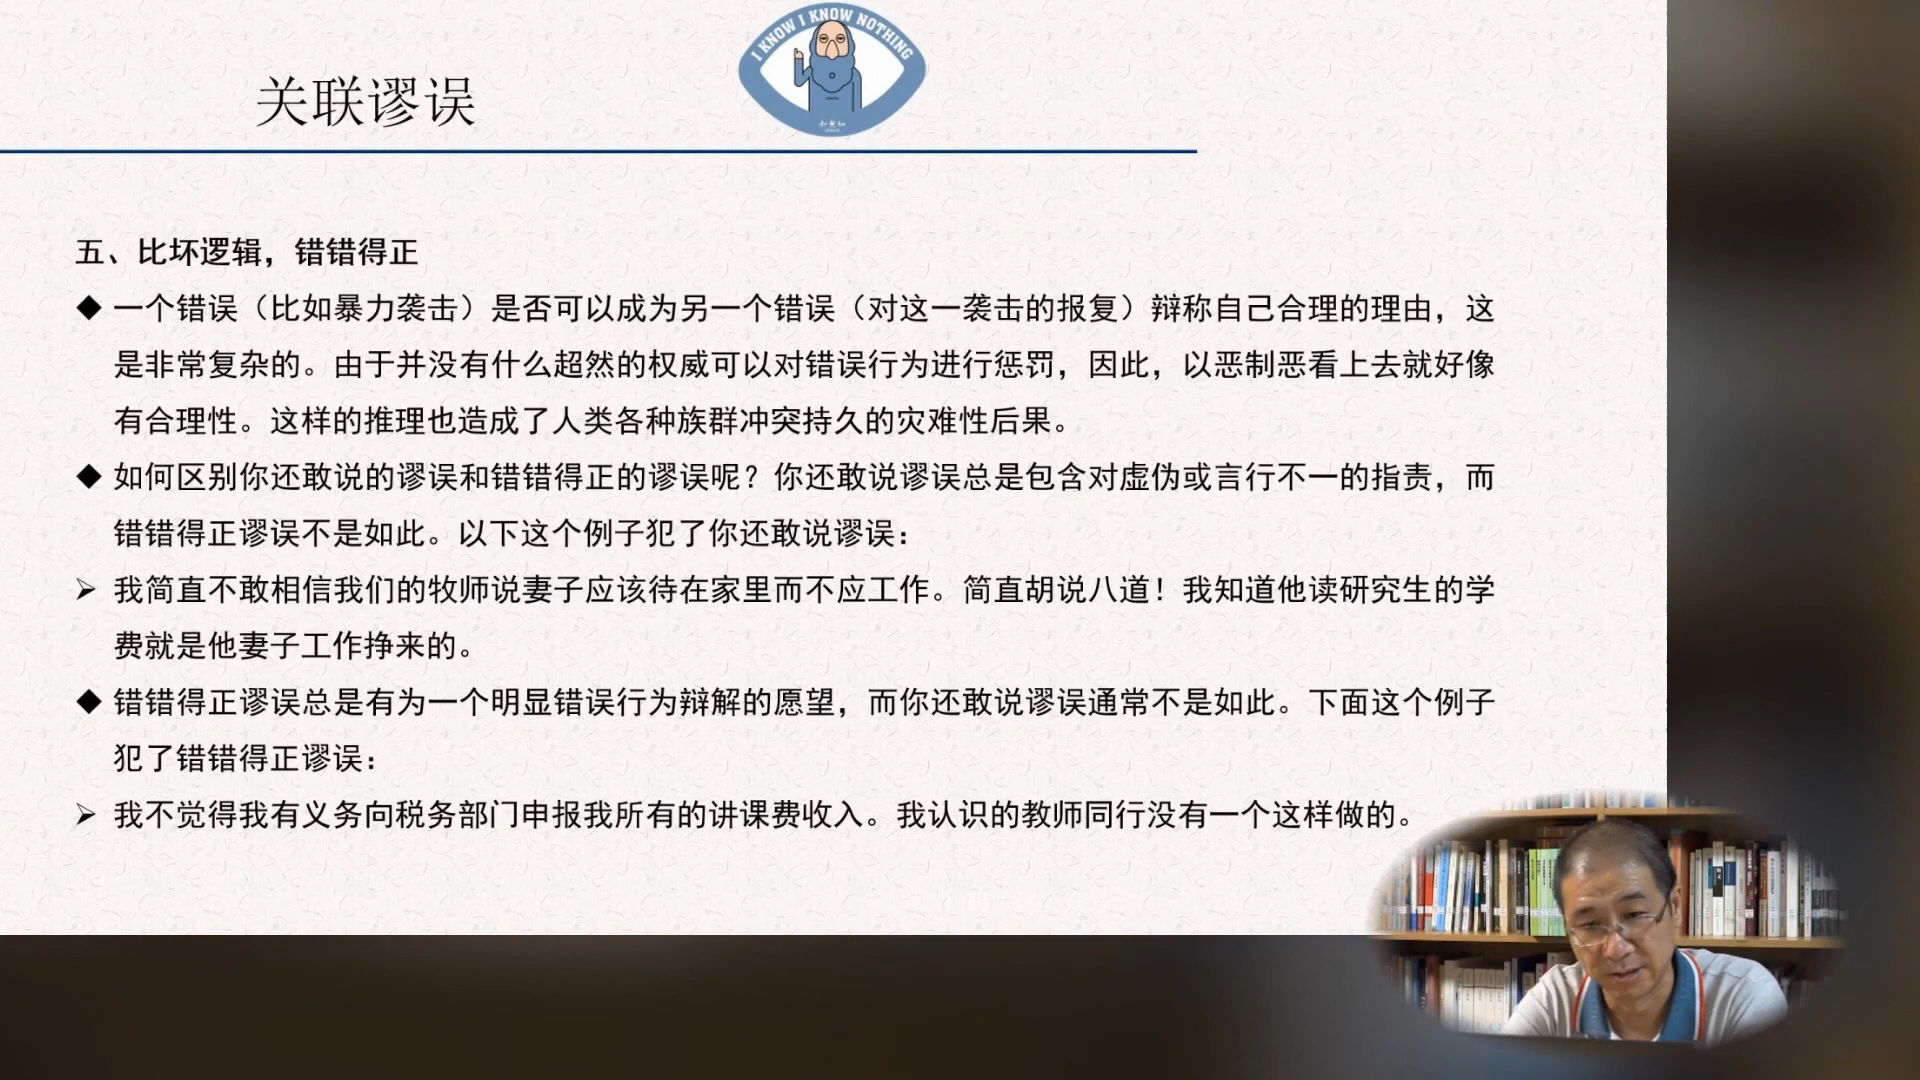 I KNOW I KNOW NOTHING
关联谬误
五、比坏逻辑，错错得正
◆ 一个错误（比如暴力袭击）是否可以成为另一个错误（对这一袭击的报复）辩称自己合理的理由，这
是非常复杂的。由于并没有什么超然的权威可以对错误行为进行惩罚，因此，以恶制恶看上去就好像
有合理性。这样的推理也造成了人类各种族群冲突持久的灾难性后果。
◆ 如何区别你还敢说的谬误和错错得正的谬误呢？你还敢说谬误总是包含对虚伪或言行不一的指责，而
错错得正谬误不是如此。以下这个例子犯了你还敢说谬误：
➢ 我简直不敢相信我们的牧师说妻子应该待在家里而不应工作。简直胡说八道！我知道他读研究生的学
费就是他妻子工作挣来的。
◆ 错错得正谬误总是有为一个明显错误行为辩解的愿望，而你还敢说谬误通常不是如此。下面这个例子
犯了错错得正谬误：
➢ 我不觉得我有义务向税务部门申报我所有的讲课费收入。我认识的教师同行没有一个这样做的。